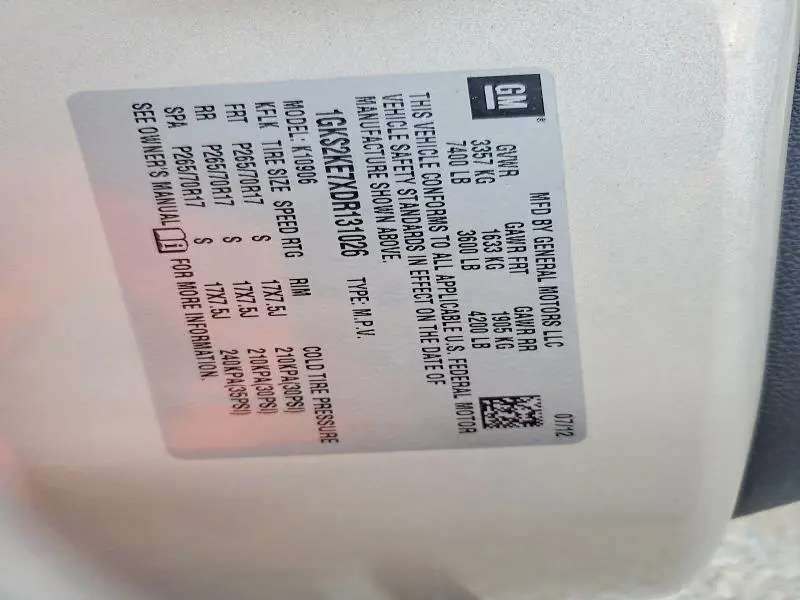 GM ®
MFD BY GENERAL MOTORS LLC 07/12
GVWR GAWR FRT GAWR RR
3357 KG 1633 KG 1905 KG
7400 LB 3600 LB 4200 LB
THIS VEHICLE CONFORMS TO ALL APPLICABLE U.S. FEDERAL MOTOR
VEHICLE SAFETY STANDARDS IN EFFECT ON THE DATE OF
MANUFACTURE SHOWN ABOVE.
1GKS2KE7XDR131026 TYPE: M.P.V.
MODEL: K10906
KFLK TIRE SIZE SPEED RTG RIM COLD TIRE PRESSURE
FRT P265/70R17 S 17X7.5J 210KPA(30PSI)
RR P265/70R17 S 17X7.5J 210KPA(30PSI)
SPA P265/70R17 S 17X7.5J 240KPA(35PSI)
SEE OWNER'S MANUAL FOR MORE INFORMATION.